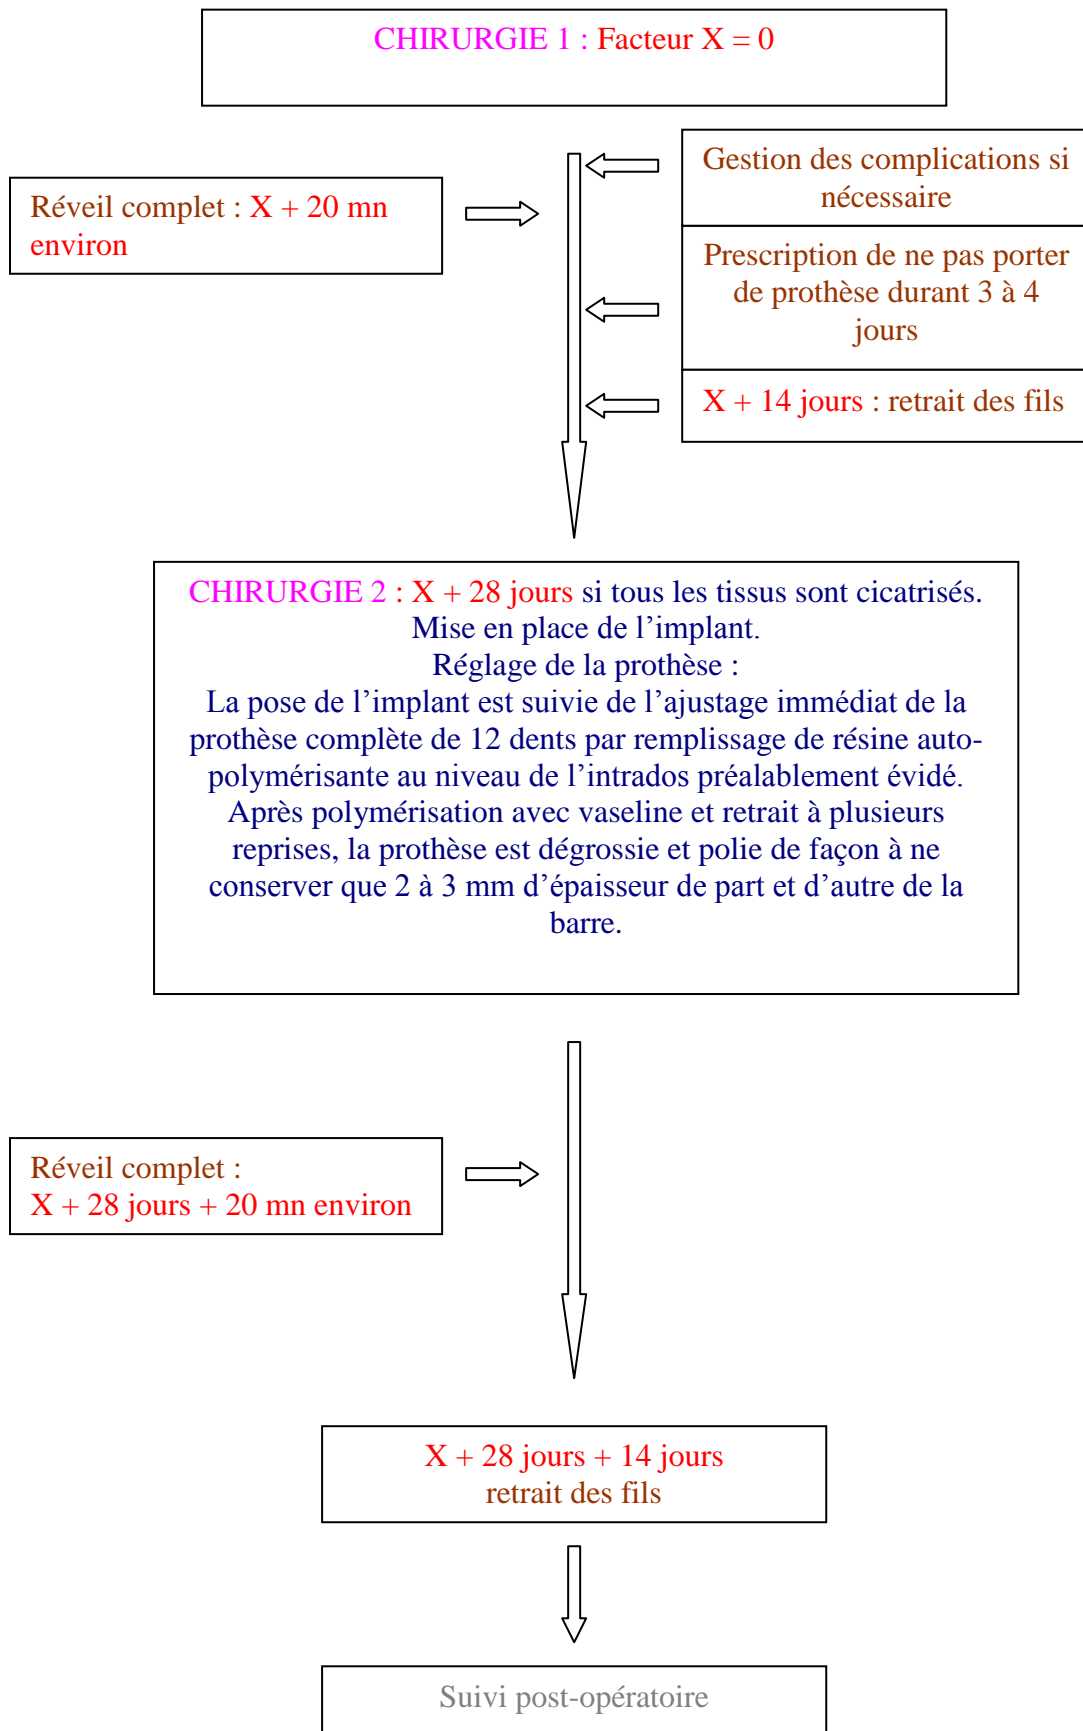 CHIRURGIE 1 : Facteur X = 0
Gestion des complications si
nécessaire
Réveil complet : X + 20 mn
environ
Prescription de ne pas porter
de prothèse durant 3 à 4
jours
X + 14 jours : retrait des fils
CHIRURGIE 2 : X + 28 jours si tous les tissus sont cicatrisés.
Mise en place de l’implant.
Réglage de la prothèse :
La pose de l’implant est suivie de l’ajustage immédiat de la
prothèse complète de 12 dents par remplissage de résine auto-
polymérisante au niveau de l’intrados préalablement évidé.
Après polymérisation avec vaseline et retrait à plusieurs
reprises, la prothèse est dégrossie et polie de façon à ne
conserver que 2 à 3 mm d’épaisseur de part et d’autre de la
barre.
Réveil complet :
X + 28 jours + 20 mn environ
X + 28 jours + 14 jours
retrait des fils
Suivi post-opératoire